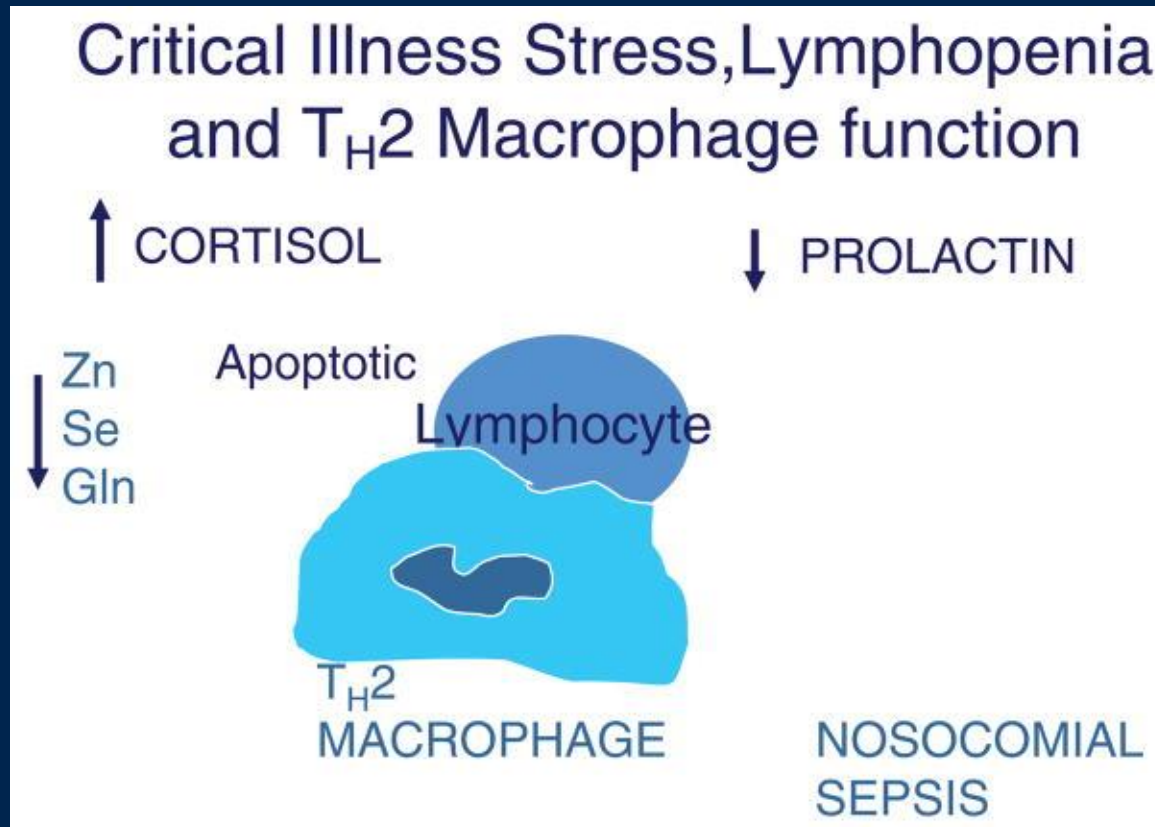 Critical Illness Stress,Lymphopenia
and TH2 Macrophage function
CORTISOL
PROLACTIN
Zn
Se
Gln
Apoptotic
Lymphocyte
TH2
MACROPHAGE
NOSOCOMIAL
SEPSIS